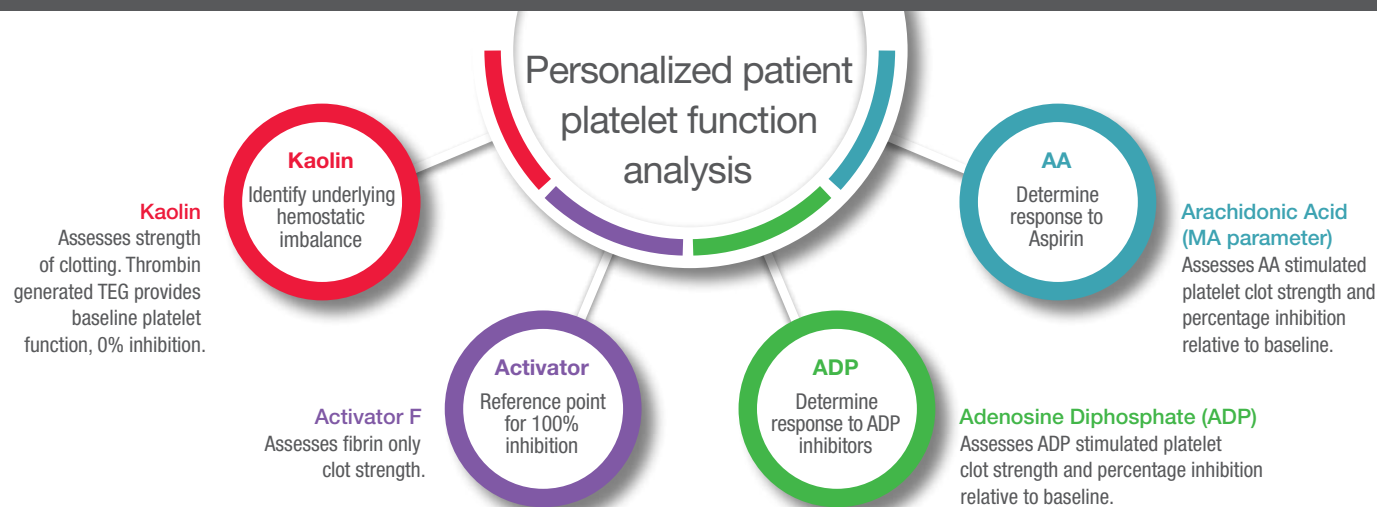 Personalized patient
platelet function
analysis
Kaolin
Identify underlying
hemostatic
imbalance
Kaolin
Assesses strength
of clotting. Thrombin
generated TEG provides
baseline platelet
function, 0% inhibition.
Activator
Reference point
for 100%
inhibition
Activator F
Assesses fibrin only
clot strength.
ADP
Determine
response to ADP
inhibitors
Adenosine Diphosphate (ADP)
Assesses ADP stimulated platelet
clot strength and percentage inhibition
relative to baseline.
AA
Determine
response to
Aspirin
Arachidonic Acid
(MA parameter)
Assesses AA stimulated
platelet clot strength and
percentage inhibition
relative to baseline.